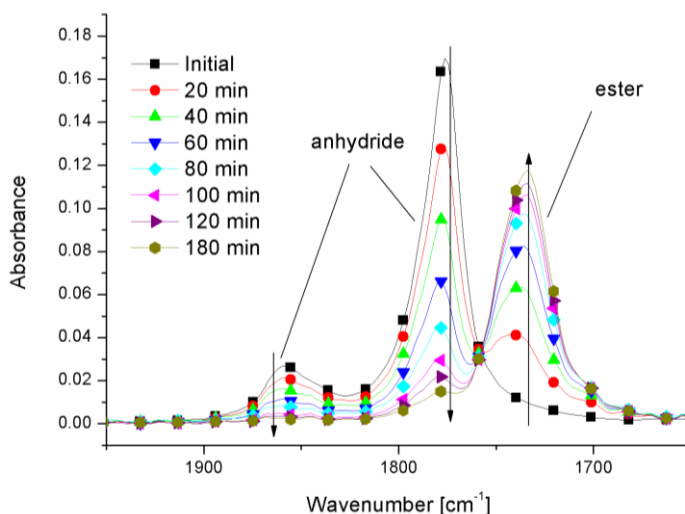 0.18
0.16
0.14
0.12
0.10
0.08
0.06
0.04
0.02
0.00
Absorbance
Initial
20 min
40 min
60 min
80 min
100 min
120 min
180 min
anhydride
ester
1900
1800
1700
Wavenumber [cm⁻¹]